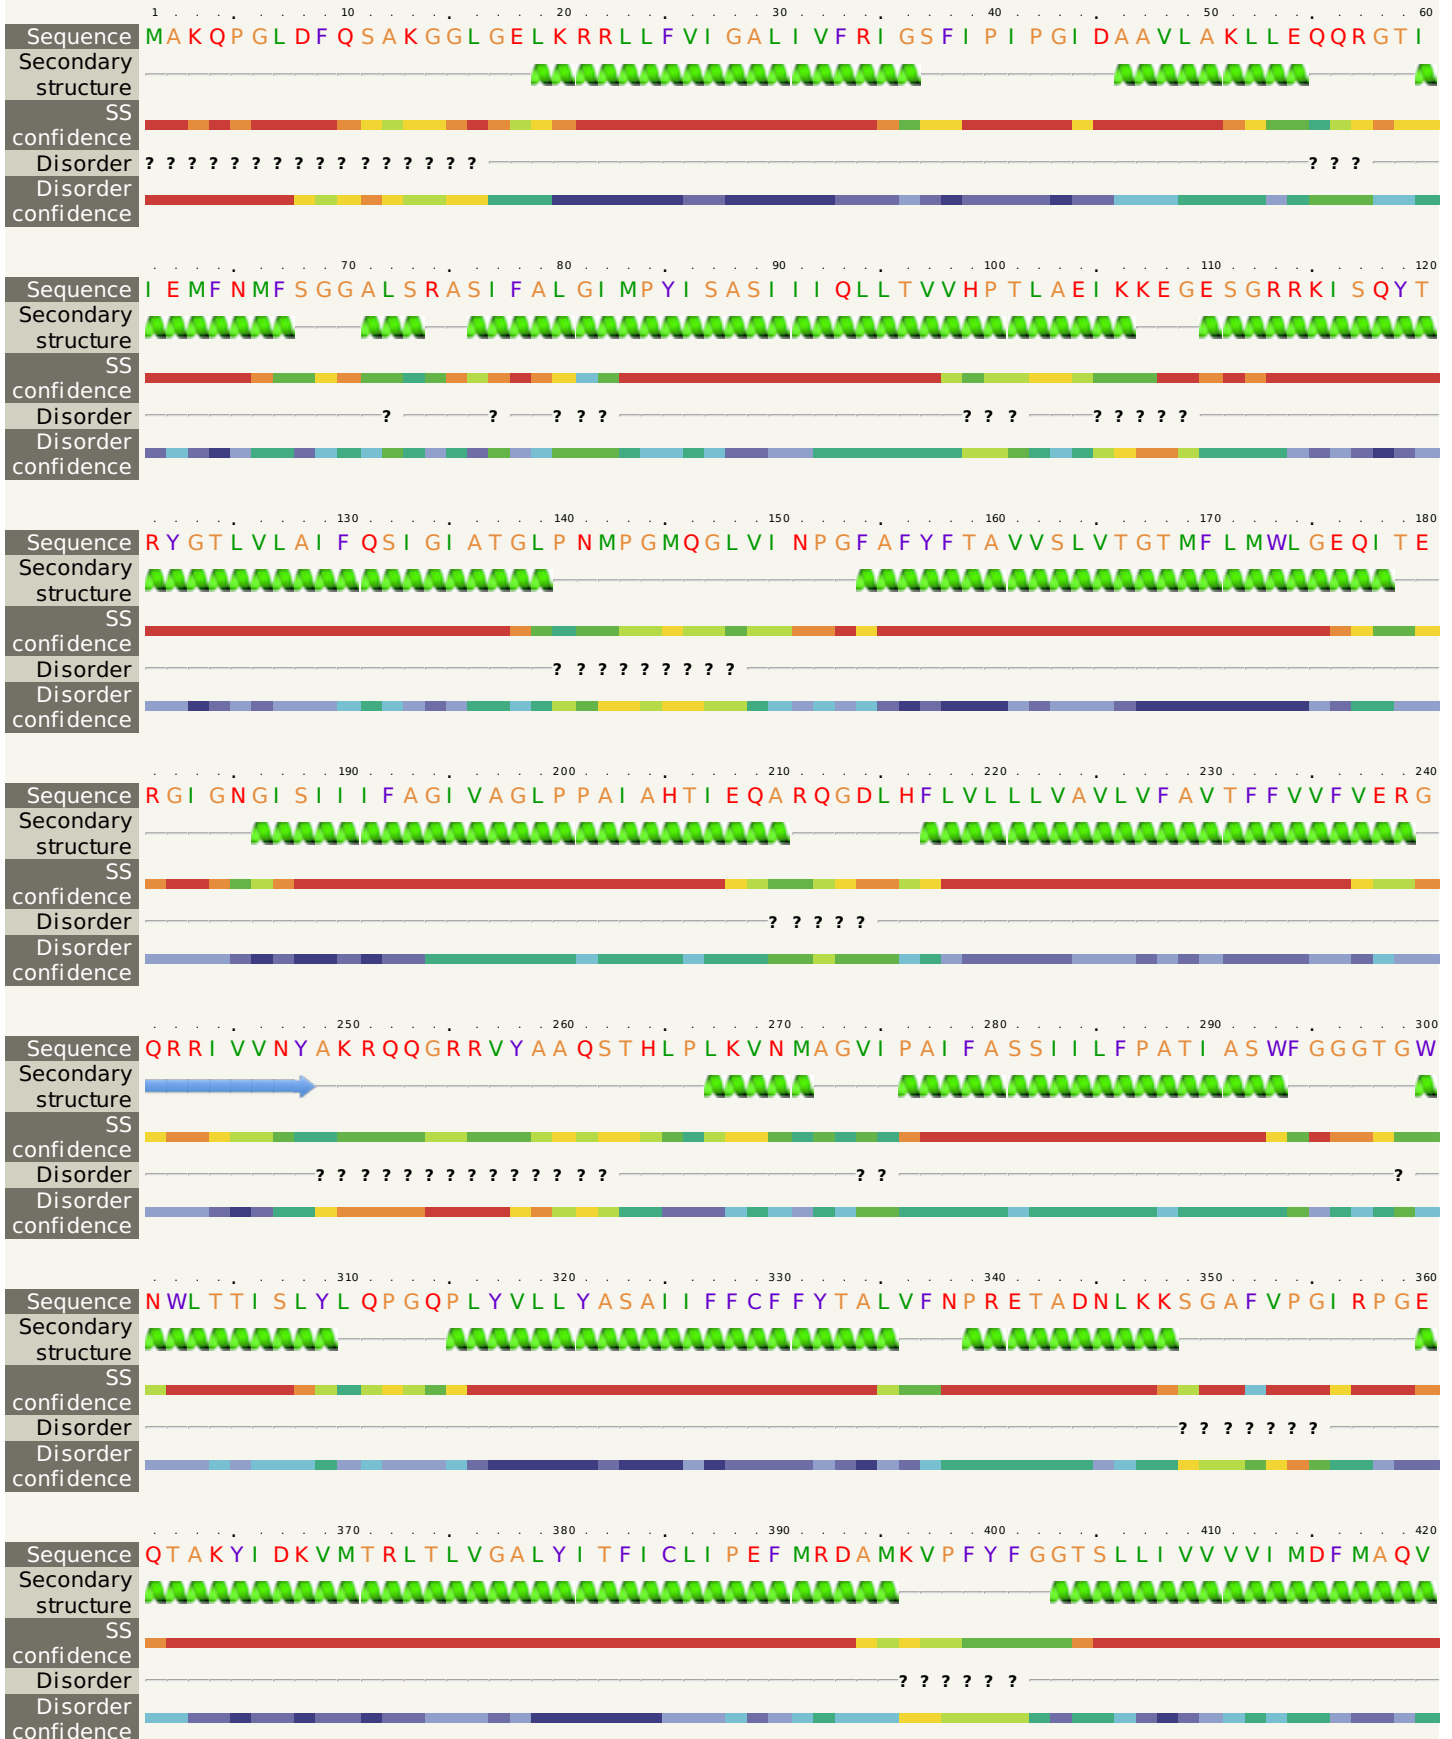 1 . . . . . . . 10 . . . . . . . . 20 . . . . . . . . 30 . . . . . . . . 40 . . . . . . . . 50 . . . . . . . . 60
Sequence MAKQPGLDFQSAKGGLGELKRRLLFVIGALIVFRIGSFIPIPGIDAAVLAKLLEQQRGTI
Secondary
structure
SS
confidence
Disorder ? ? ? ? ? ? ? ? ? ? ? ? ? ? ? ? ? ? ?
Disorder
confidence
. . . . . . . . 70 . . . . . . . . 80 . . . . . . . . 90 . . . . . . . . 100 . . . . . . . . 110 . . . . . . . . 120
Sequence IEMFNMFSGGALSRASIFALGIMPYISASIIIQLLTVVHPTLAEIKKEGESGRRKISQYT
Secondary
structure
SS
confidence
Disorder ? ? ? ? ? ? ? ? ? ? ? ? ?
Disorder
confidence
. . . . . . . . 130 . . . . . . . . 140 . . . . . . . . 150 . . . . . . . . 160 . . . . . . . . 170 . . . . . . . . 180
Sequence RYGTLVLAIFQSIGIATGLPNMPGMQGLVINPGFAFYFTAVVSLVTGTMFLMWLGEQITE
Secondary
structure
SS
confidence
Disorder ? ? ? ? ? ? ? ? ?
Disorder
confidence
. . . . . . . . 190 . . . . . . . . 200 . . . . . . . . 210 . . . . . . . . 220 . . . . . . . . 230 . . . . . . . . 240
Sequence RGIGNGISIIIFAGIVAGLPPAIAHTIEQARQGDLHFLVLLLVAVLVFAVTFFVVFVERG
Secondary
structure
SS
confidence
Disorder ? ? ? ? ?
Disorder
confidence
. . . . . . . . 250 . . . . . . . . 260 . . . . . . . . 270 . . . . . . . . 280 . . . . . . . . 290 . . . . . . . . 300
Sequence QRRIVVNYAKRQQGRRVYAAQSTHLPLKVNMAGVIPAIFASSIILFPATIASWFGGGTGW
Secondary
structure
SS
confidence
Disorder ? ? ? ? ? ? ? ? ? ? ? ? ? ? ? ? ?
Disorder
confidence
. . . . . . . . 310 . . . . . . . . 320 . . . . . . . . 330 . . . . . . . . 340 . . . . . . . . 350 . . . . . . . . 360
Sequence NWLTTISLYLQPGQPLYVLLYASAIIFFCFFYTALVFNPRETADNLKKSGAFVPGIRPGE
Secondary
structure
SS
confidence
Disorder ? ? ? ? ? ? ?
Disorder
confidence
. . . . . . . . 370 . . . . . . . . 380 . . . . . . . . 390 . . . . . . . . 400 . . . . . . . . 410 . . . . . . . . 420
Sequence QTAKYIDKVMTRLTLVGALYITFICLIPEFMRDAMKVPFYFGGTSLLIVVVVIMDFMAQV
Secondary
structure
SS
confidence
Disorder ? ? ? ? ? ?
Disorder
confidence